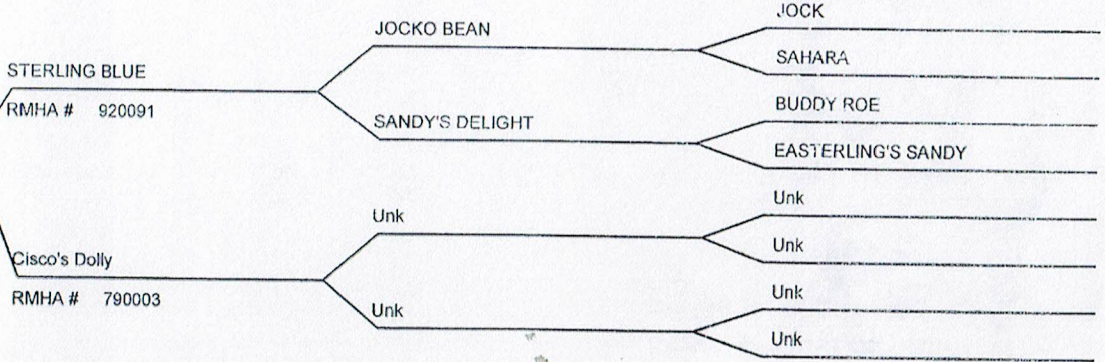 JOCK
JOCKO BEAN
SAHARA
STERLING BLUE
RMHA # 920091
BUDDY ROE
SANDY'S DELIGHT
EASTERLING'S SANDY
Unk
Unk
Unk
Cisco's Dolly
RMHA # 790003
Unk
Unk
Unk